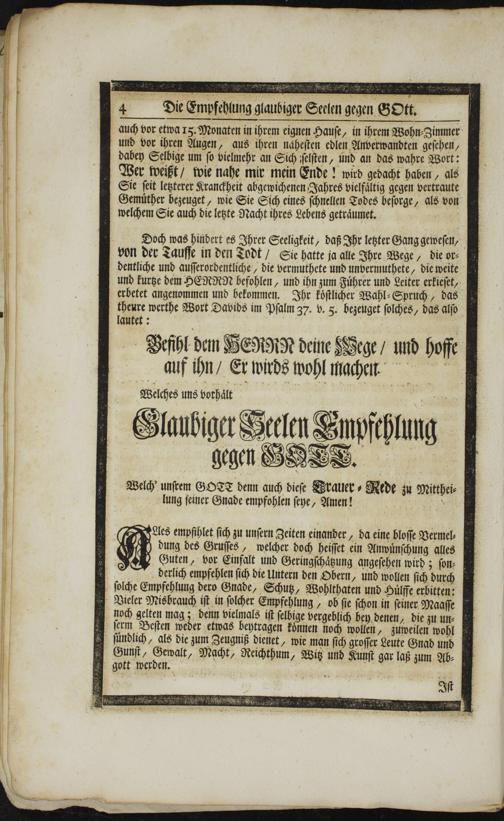 4 Die Empfehlung glaubiger Seelen gegen GOtt.
auch vor etwa 15. Monaten in ihrem eignen Hause, in ihrem Wohn-Zimmer
und vor ihren Augen, aus ihren nahesten edlen Anverwandten gesehen,
dabey Selbige um so vielmehr an Sich selsten, und an das wahre Wort:
Wer weißt, wie nahe mir mein Ende! wird gedacht haben, als
Sie seit letzterer Kranckheit abgewichenen Jahres vielfältig gegen vertraute
Gemüther bezeuget, wie Sie Sich eines schnellen Todes besorge, als von
welchem Sie auch die letzte Nacht ihres Lebens geträumet.
Doch was hindert es Ihrer Seeligkeit, daß Ihr letzter Gang gewesen,
von der Tauffe in den Todt / Sie hatte ja alle Ihre Wege, die or-
dentliche und ausserordentliche, die vermuthete und unvermuthete, die weite
und kurtze dem HERRN befohlen, und ihn zum Führer und Leiter erkieset,
erbetet angenommen und bekommen. Ihr köstlicher Wahl-Spruch, das
theure werthe Wort Davids im Psalm 37. v. 5. bezeuget solches, das also
lautet:
Befihl dem HERRN deine Wege / und hoffe
auf ihn / Er wirds wohl machen.
Welches uns vorhält
Glaubiger Seelen Empfehlung
gegen GOTT.
Welch' unsrem GOTT denn auch diese Trauer-Rede zu Mitthei-
lung seiner Gnade empfohlen seye, Amen!
Alles empfihlet sich zu unsern Zeiten einander, da eine blosse Vermel-
dung des Grusses, welcher doch heisset ein Anwünschung alles
Guten, vor Einfalt und Geringschätzung angesehen wird; son-
derlich empfehlen sich die Untern den Obern, und wollen sich durch
solche Empfehlung dero Gnade, Schutz, Wohlthaten und Hülffe erbitten:
Vieler Misbrauch ist in solcher Empfehlung, ob sie schon in seiner Maasse
noch gelten mag; denn vielmals ist selbige vergeblich bey denen, die zu un-
serm Besten weder etwas beytragen können noch wollen, zuweilen wohl
sündlich, als die zum Zeugniß dienet, wie man sich grosser Leute Gnad und
Gunst, Gewalt, Macht, Reichthum, Witz und Kunst gar laß zum Ab-
gott werden.
Ist